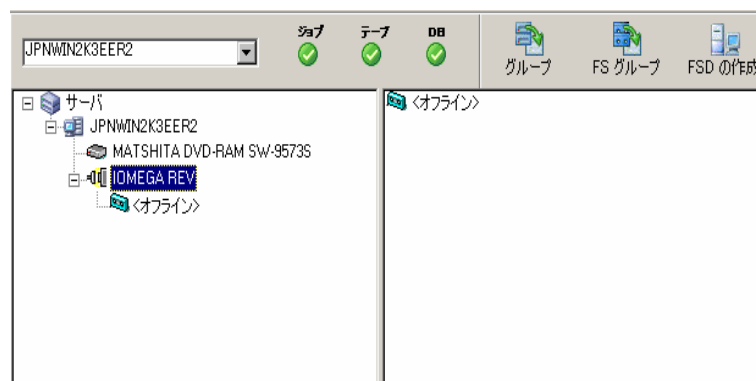 ジョブ テープ DB
JPNWIN2K3EER2
グループ FS グループ FSD の作成
サーバ
JPNWIN2K3EER2
MATSHITA DVD-RAM SW-9573S
IOMEGA REV
<オフライン>
<オフライン>